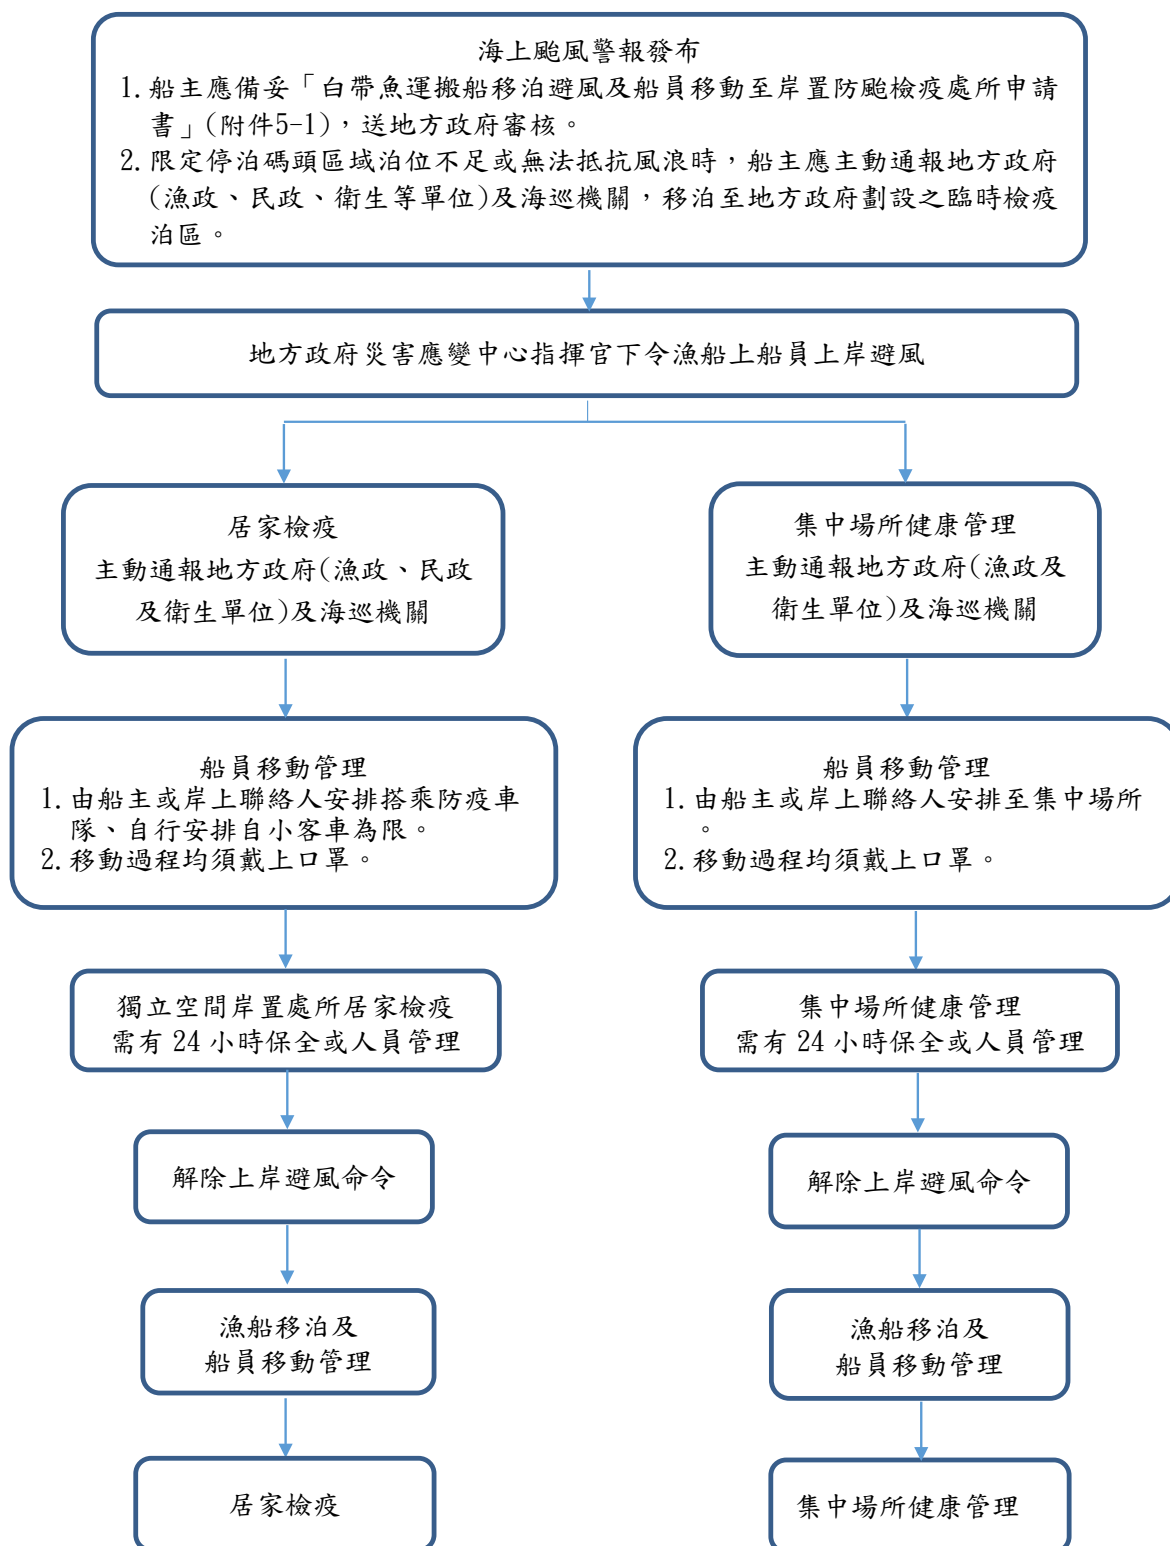 海上颱風警報發布
1.船主應備妥「白帶魚運搬船移泊避風及船員移動至岸置防颱檢疫處所申請
書」(附件5-1)，送地方政府審核。
2.限定停泊碼頭區域泊位不足或無法抵抗風浪時，船主應主動通報地方政府
(漁政、民政、衛生等單位)及海巡機關，移泊至地方政府劃設之臨時檢疫
泊區。
地方政府災害應變中心指揮官下令漁船上船員上岸避風
居家檢疫
主動通報地方政府(漁政、民政
及衛生單位)及海巡機關
船員移動管理
1.由船主或岸上聯絡人安排搭乘防疫車
隊、自行安排自小客車為限。
2.移動過程均須戴上口罩。
獨立空間岸置處所居家檢疫
需有 24 小時保全或人員管理
解除上岸避風命令
漁船移泊及
船員移動管理
居家檢疫
集中場所健康管理
主動通報地方政府(漁政及
衛生單位)及海巡機關
船員移動管理
1.由船主或岸上聯絡人安排至集中場所
。
2.移動過程均須戴上口罩。
集中場所健康管理
需有 24 小時保全或人員管理
解除上岸避風命令
漁船移泊及
船員移動管理
集中場所健康管理